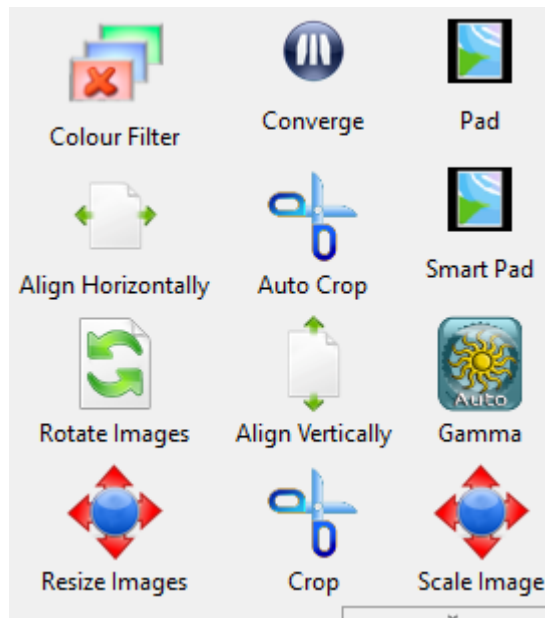 Colour Filter
Converge
Pad
Align Horizontally
Auto Crop
Smart Pad
Rotate Images
Align Vertically
Auto
Gamma
Resize Images
Crop
Scale Image